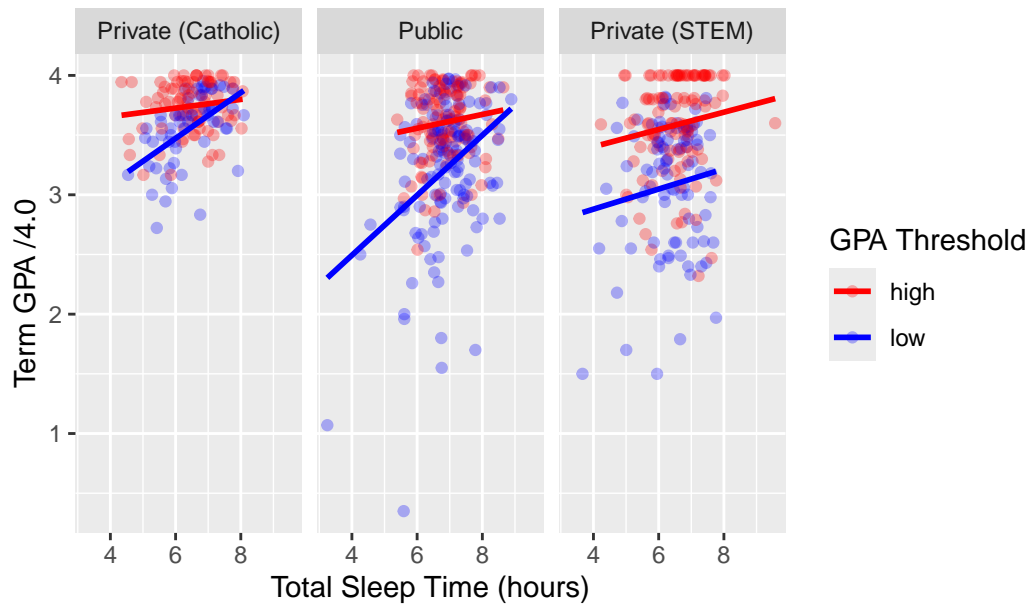 Private (Catholic) Public Private (STEM)
4
3
2
1
Term GPA /4.0
4 6 8 4 6 8 4 6 8
Total Sleep Time (hours)
GPA Threshold
high
low